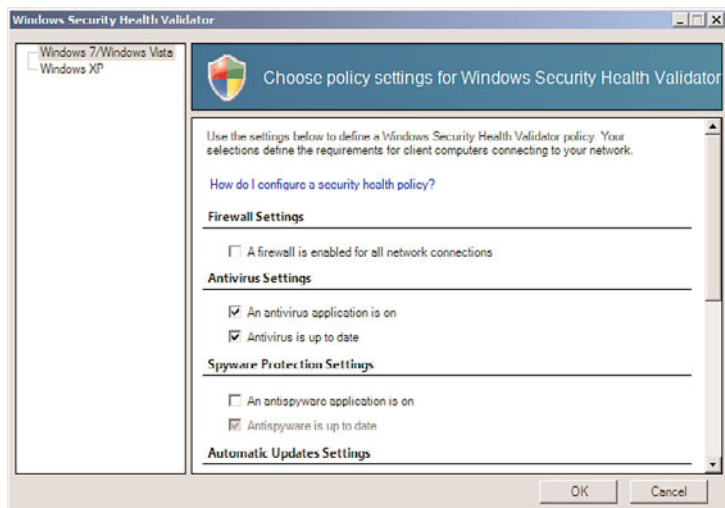 Windows Security Health Validator
Windows 7/Windows Vista
Windows XP
Choose policy settings for Windows Security Health Validator
Use the settings below to define a Windows Security Health Validator policy. Your
selections define the requirements for client computers connecting to your network.
How do I configure a security health policy?
Firewall Settings
A firewall is enabled for all network connections
Antivirus Settings
An antivirus application is on
Antivirus is up to date
Spyware Protection Settings
An antispyware application is on
Antispyware is up to date
Automatic Updates Settings
OK
Cancel